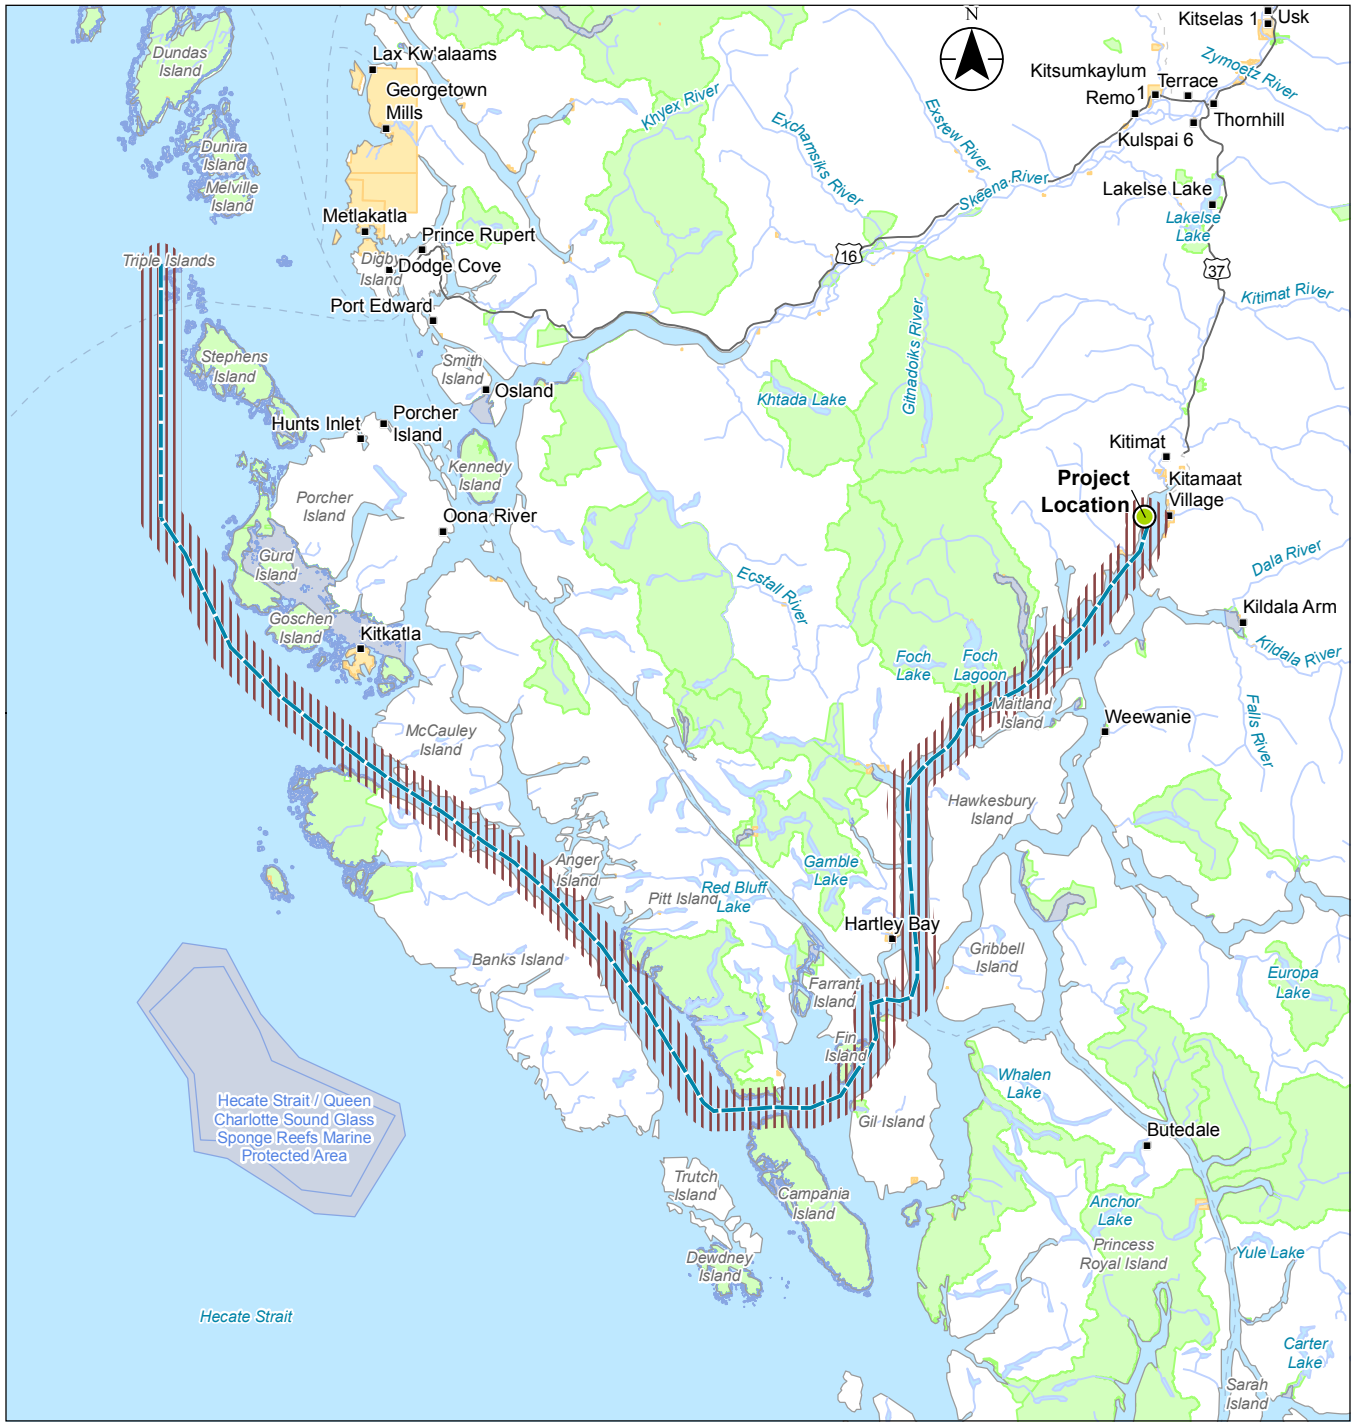 N
Kitselas 1
Usk
Dundas
Island
Lax Kw'alaams
Zymoetz River
Kitsumkaylum
1
Terrace
Georgetown
Mills
Khyex River
Exchamsiks River
Exstew River
Remo
Thornhill
Kulspai 6
Dunira
Island
Melville
Island
Skeena River
Lakelse Lake
Lakelse
Lake
Metlakatla
Prince Rupert
Digby
Island
Dodge Cove
16
37
Triple Islands
Kitimat River
Port Edward
Stephens
Island
Smith
Island
Osland
Gitnadoiks River
Khtada Lake
Hunts Inlet
Porcher
Island
Kitimat
Kennedy
Island
Project
Location
Kitamaat
Village
Porcher
Island
Oona River
Gurd
Island
Ecstall River
Dala River
Goschen
Island
Kitkatla
Kildala Arm
Kildala River
Foch
Lake
Foch
Lagoon
Maitland
Island
Weewanie
Falls River
McCauley
Island
Hawkesbury
Island
Anger
Island
Gamble
Lake
Pitt Island
Red Bluff
Lake
Hartley Bay
Banks Island
Gribbell
Island
Farrant
Island
Europa
Lake
Fin
Island
Whalen
Lake
Hecate Strait / Queen
Charlotte Sound Glass
Sponge Reefs Marine
Protected Area
Gil Island
Butedale
Trutch
Island
Campania
Island
Anchor
Lake
Princess
Royal Island
Dewdney
Island
Yule Lake
Hecate Strait
Carter
Lake
Sarah
Island